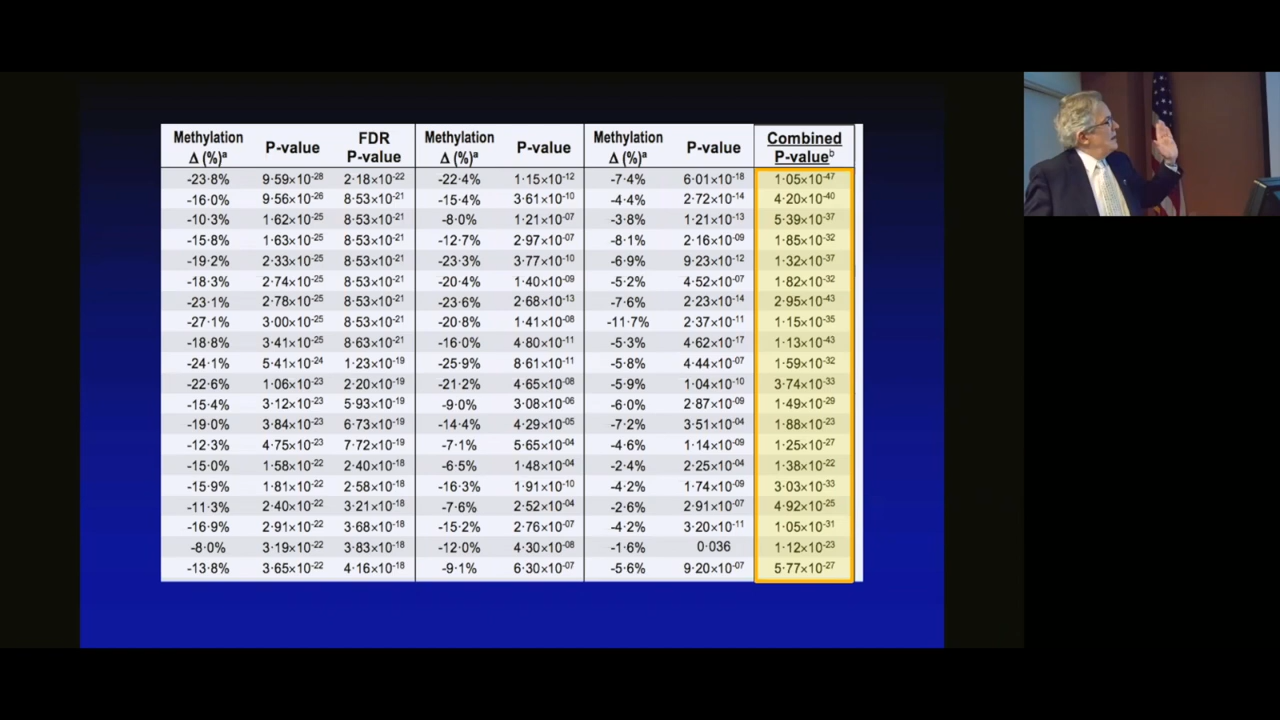 Methylation Δ (%)ᵃ P-value FDR P-value Methylation Δ (%)ᵃ P-value Methylation Δ (%)ᵃ P-value Combined P-valueᵇ
-23·8% 9·59×10⁻²⁸ 2·18×10⁻²² -22·4% 1·15×10⁻¹² -7·4% 6·01×10⁻¹⁸ 1·05×10⁻⁴⁷
-16·0% 9·56×10⁻²⁶ 8·53×10⁻²¹ -15·4% 3·61×10⁻¹⁰ -4·4% 2·72×10⁻¹⁴ 4·20×10⁻⁴⁰
-10·3% 1·62×10⁻²⁵ 8·53×10⁻²¹ -8·0% 1·21×10⁻⁰⁷ -3·8% 1·21×10⁻¹³ 5·39×10⁻³⁷
-15·8% 1·63×10⁻²⁵ 8·53×10⁻²¹ -12·7% 2·97×10⁻⁰⁷ -8·1% 2·16×10⁻⁰⁹ 1·85×10⁻³²
-19·2% 2·33×10⁻²⁵ 8·53×10⁻²¹ -23·3% 3·77×10⁻¹⁰ -6·9% 9·23×10⁻¹² 1·32×10⁻³⁷
-18·3% 2·74×10⁻²⁵ 8·53×10⁻²¹ -20·4% 1·40×10⁻⁰⁹ -5·2% 4·52×10⁻⁰⁷ 1·82×10⁻³²
-23·1% 2·78×10⁻²⁵ 8·53×10⁻²¹ -23·6% 2·68×10⁻¹³ -7·6% 2·23×10⁻¹⁴ 2·95×10⁻⁴³
-27·1% 3·00×10⁻²⁵ 8·53×10⁻²¹ -20·8% 1·41×10⁻⁰⁸ -11·7% 2·37×10⁻¹¹ 1·15×10⁻³⁵
-18·8% 3·41×10⁻²⁵ 8·63×10⁻²¹ -16·0% 4·80×10⁻¹¹ -5·3% 4·62×10⁻¹⁷ 1·13×10⁻⁴³
-24·1% 5·41×10⁻²⁴ 1·23×10⁻¹⁹ -25·9% 8·61×10⁻¹¹ -5·8% 4·44×10⁻⁰⁷ 1·59×10⁻³²
-22·6% 1·06×10⁻²³ 2·20×10⁻¹⁹ -21·2% 4·65×10⁻⁰⁸ -5·9% 1·04×10⁻¹⁰ 3·74×10⁻³³
-15·4% 3·12×10⁻²³ 5·93×10⁻¹⁹ -9·0% 3·08×10⁻⁰⁶ -6·0% 2·87×10⁻⁰⁹ 1·49×10⁻²⁹
-19·0% 3·84×10⁻²³ 6·73×10⁻¹⁹ -14·4% 4·29×10⁻⁰⁵ -7·2% 3·51×10⁻⁰⁴ 1·88×10⁻²³
-12·3% 4·75×10⁻²³ 7·72×10⁻¹⁹ -7·1% 5·65×10⁻⁰⁴ -4·6% 1·14×10⁻⁰⁹ 1·25×10⁻²⁷
-15·0% 1·58×10⁻²² 2·40×10⁻¹⁸ -6·5% 1·48×10⁻⁰⁴ -2·4% 2·25×10⁻⁰⁴ 1·38×10⁻²²
-15·9% 1·81×10⁻²² 2·58×10⁻¹⁸ -16·3% 1·91×10⁻¹⁰ -4·2% 1·74×10⁻⁰⁹ 3·03×10⁻³³
-11·3% 2·40×10⁻²² 3·21×10⁻¹⁸ -7·6% 2·52×10⁻⁰⁴ -2·6% 2·91×10⁻⁰⁷ 4·92×10⁻²⁵
-16·9% 2·91×10⁻²² 3·68×10⁻¹⁸ -15·2% 2·76×10⁻⁰⁷ -4·2% 3·20×10⁻¹¹ 1·05×10⁻³¹
-8·0% 3·19×10⁻²² 3·83×10⁻¹⁸ -12·0% 4·30×10⁻⁰⁸ -1·6% 0·036 1·12×10⁻²³
-13·8% 3·65×10⁻²² 4·16×10⁻¹⁸ -9·1% 6·30×10⁻⁰⁷ -5·6% 9·20×10⁻⁰⁷ 5·77×10⁻²⁷